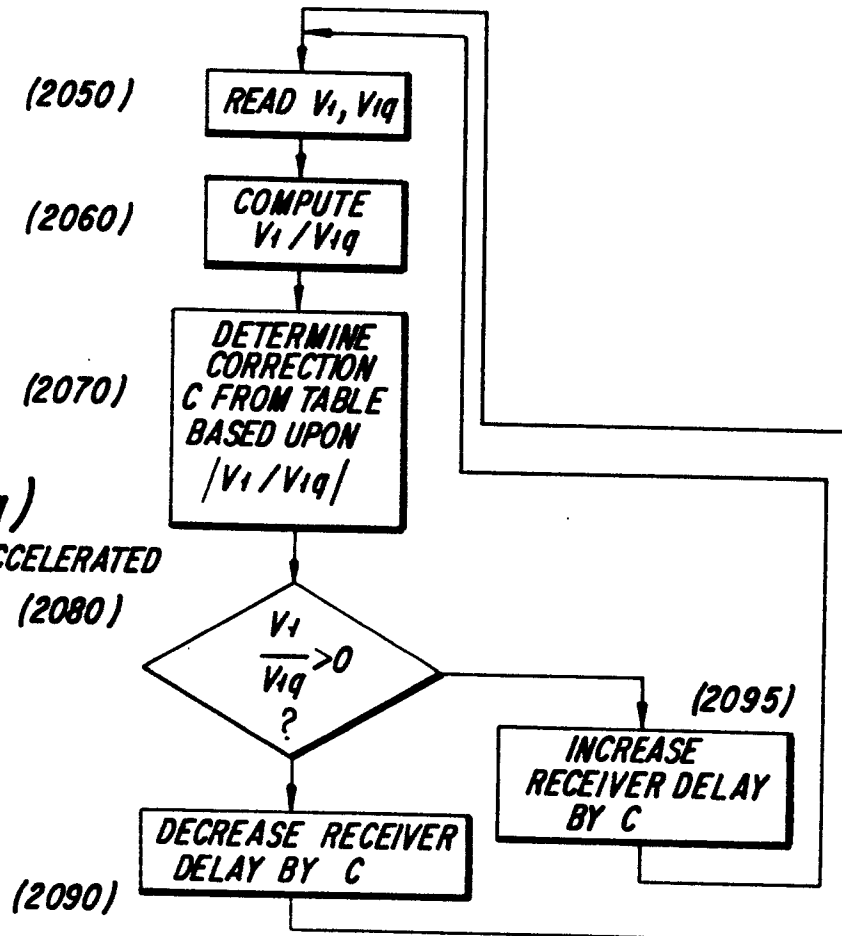 (2050)
READ V1, V1q
(2060)
COMPUTE
V1 / V1q
(2070)
DETERMINE
CORRECTION
C FROM TABLE
BASED UPON
|V1 / V1q|
)
CCELERATED
(2080)
V1
V1q >0
?
(2095)
INCREASE
RECEIVER DELAY
BY C
DECREASE RECEIVER
DELAY BY C
(2090)